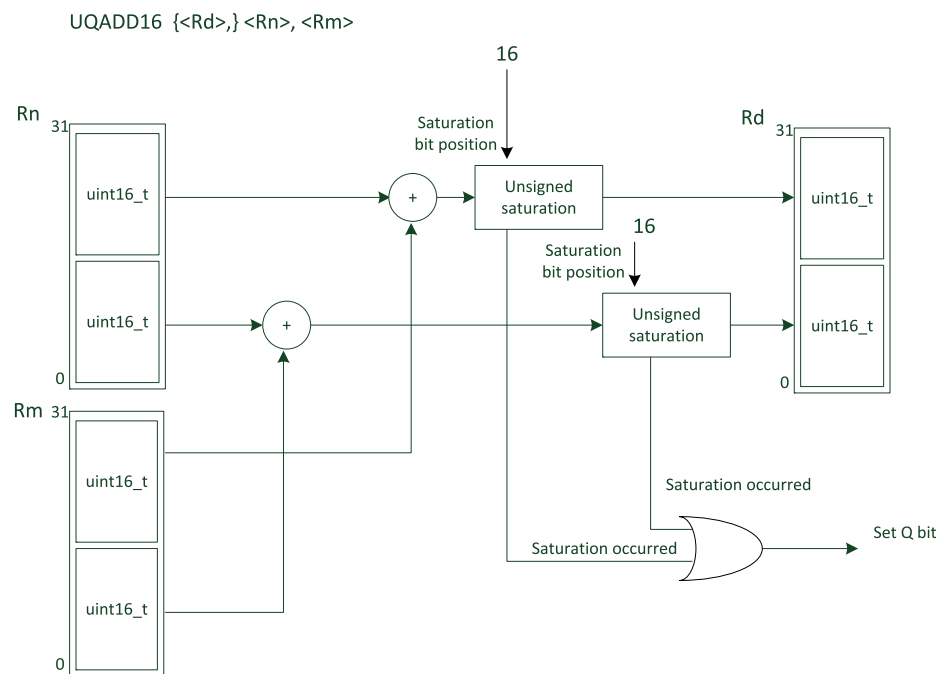 UQADD16 {<Rd>,} <Rn>, <Rm>
16
Rn
31
Saturation
bit position
Rd
31
uint16_t
+
Unsigned
saturation
uint16_t
16
Saturation
bit position
uint16_t
+
Unsigned
saturation
uint16_t
0
0
Rm
31
uint16_t
Saturation occurred
Set Q bit
Saturation occurred
uint16_t
0